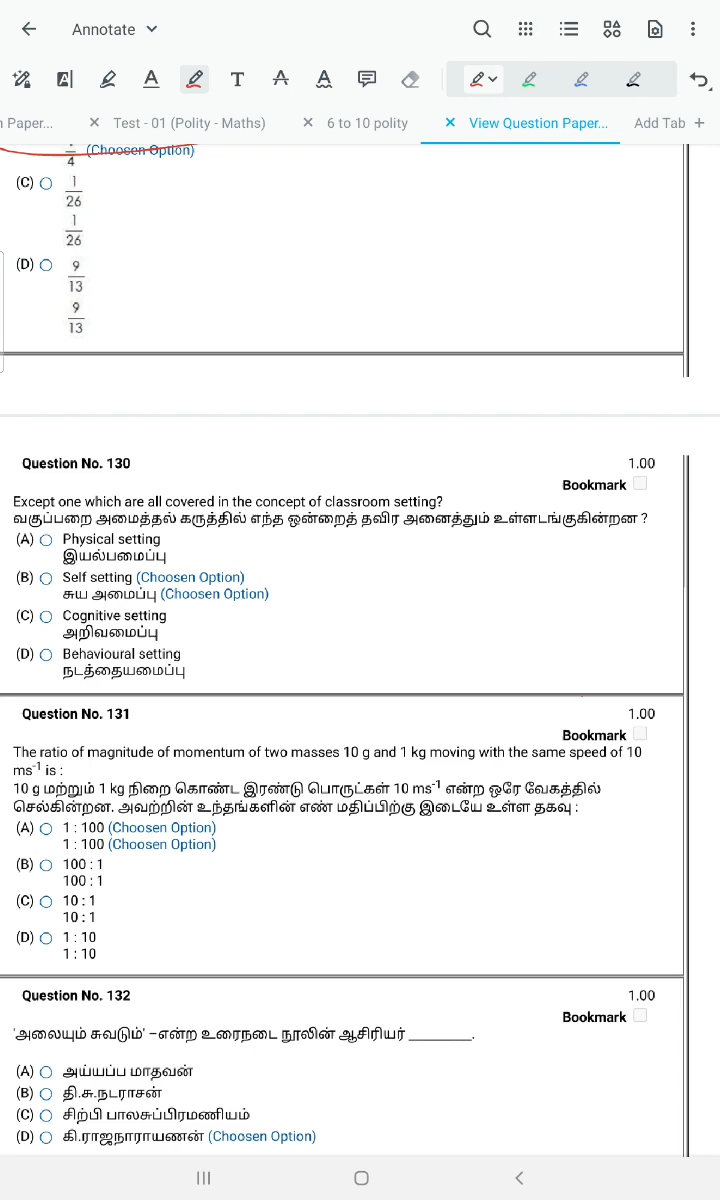 Annotate
Paper...
Test - 01 (Polity - Maths)
6 to 10 polity
View Question Paper...
Add Tab +
4 (Choosen Option)
(C) 1/26
1/26
(D) 9/13
9/13
Question No. 130 1.00
Bookmark
Except one which are all covered in the concept of classroom setting?
வகுப்பறை அமைத்தல் கருத்தில் எந்த ஒன்றைத் தவிர அனைத்தும் உள்ளடங்குகின்றன ?
(A) Physical setting
இயல்பமைப்பு
(B) Self setting (Choosen Option)
சுய அமைப்பு (Choosen Option)
(C) Cognitive setting
அறிவமைப்பு
(D) Behavioural setting
நடத்தையமைப்பு
Question No. 131 1.00
Bookmark
The ratio of magnitude of momentum of two masses 10 g and 1 kg moving with the same speed of 10
ms⁻¹ is :
10 g மற்றும் 1 kg நிறை கொண்ட இரண்டு பொருட்கள் 10 ms⁻¹ என்ற ஒரே வேகத்தில்
செல்கின்றன. அவற்றின் உந்தங்களின் எண் மதிப்பிற்கு இடையே உள்ள தகவு :
(A) 1 : 100 (Choosen Option)
1 : 100 (Choosen Option)
(B) 100 : 1
100 : 1
(C) 10 : 1
10 : 1
(D) 1 : 10
1 : 10
Question No. 132 1.00
Bookmark
'அலையும் சுவடும்' –என்ற உரைநடை நூலின் ஆசிரியர் ________.
(A) அய்யப்ப மாதவன்
(B) தி.சு.நடராசன்
(C) சிற்பி பாலசுப்பிரமணியம்
(D) கி.ராஜநாராயணன் (Choosen Option)